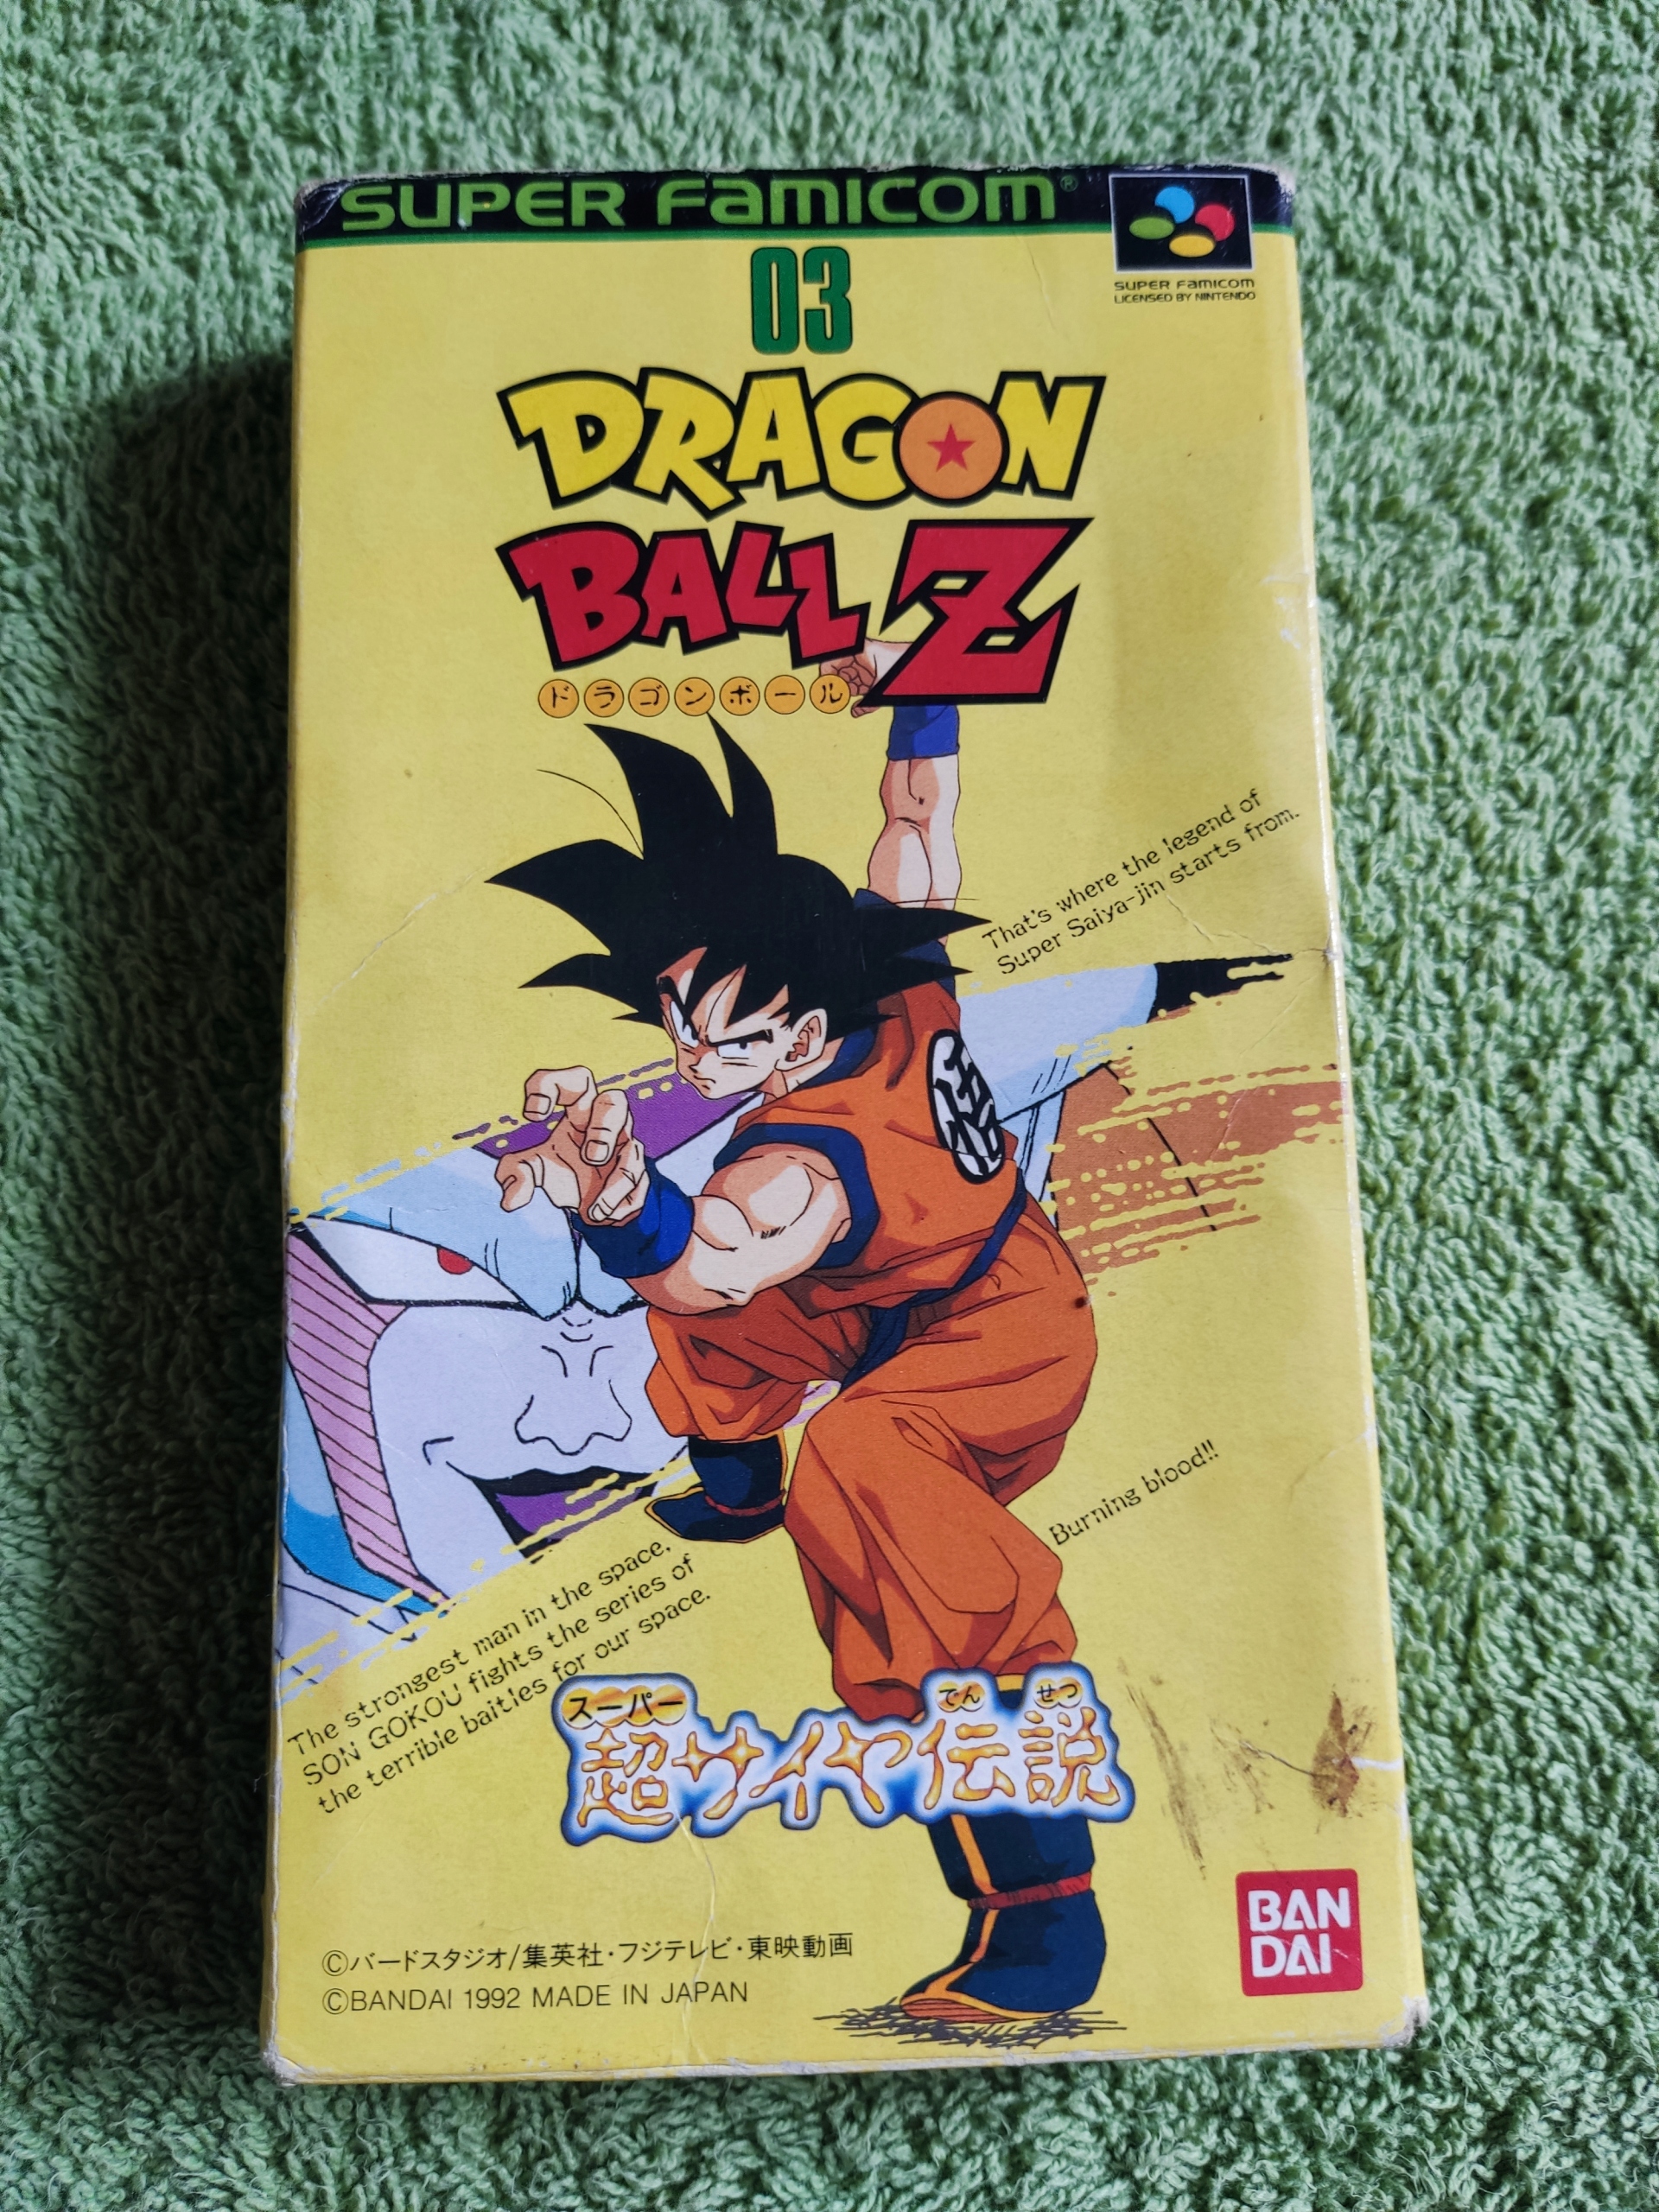 SUPER FAMICOM®
SUPER FAMICOM
LICENSED BY NINTENDO
03
DRAGON
BALL Z
ドラゴンボール
That's where the legend of
Super Saiya-jin starts from.
悟
Burning blood!!
The strongest man in the space,
SON GOKOU fights the series of
the terrible baitles for our space.
スーパー でん せつ
超サイヤ伝説
©バードスタジオ/集英社・フジテレビ・東映動画
©BANDAI 1992 MADE IN JAPAN
BAN
DAI